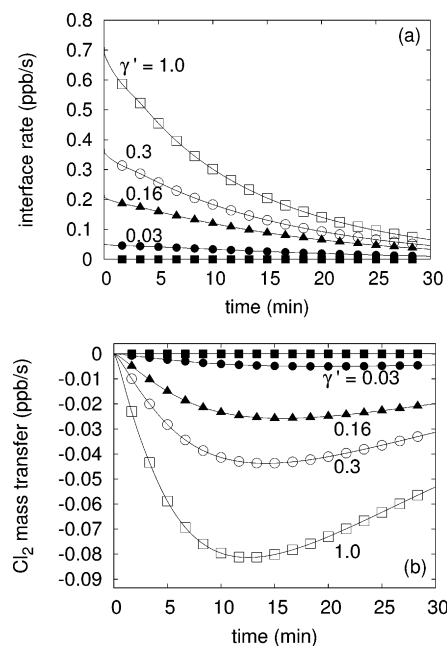 0.8
(a)
0.7
γ' = 1.0
0.6
0.5
0.4
0.3
0.3
0.2
0.16
0.1
0.03
0
interface rate (ppb/s)
0 5 10 15 20 25 30
time (min)
0
-0.01
γ' = 0.03
-0.02
0.16
-0.03
-0.04
0.3
-0.05
-0.06
-0.07
-0.08
1.0
-0.09
(b)
Cl2 mass transfer (ppb/s)
0 5 10 15 20 25 30
time (min)